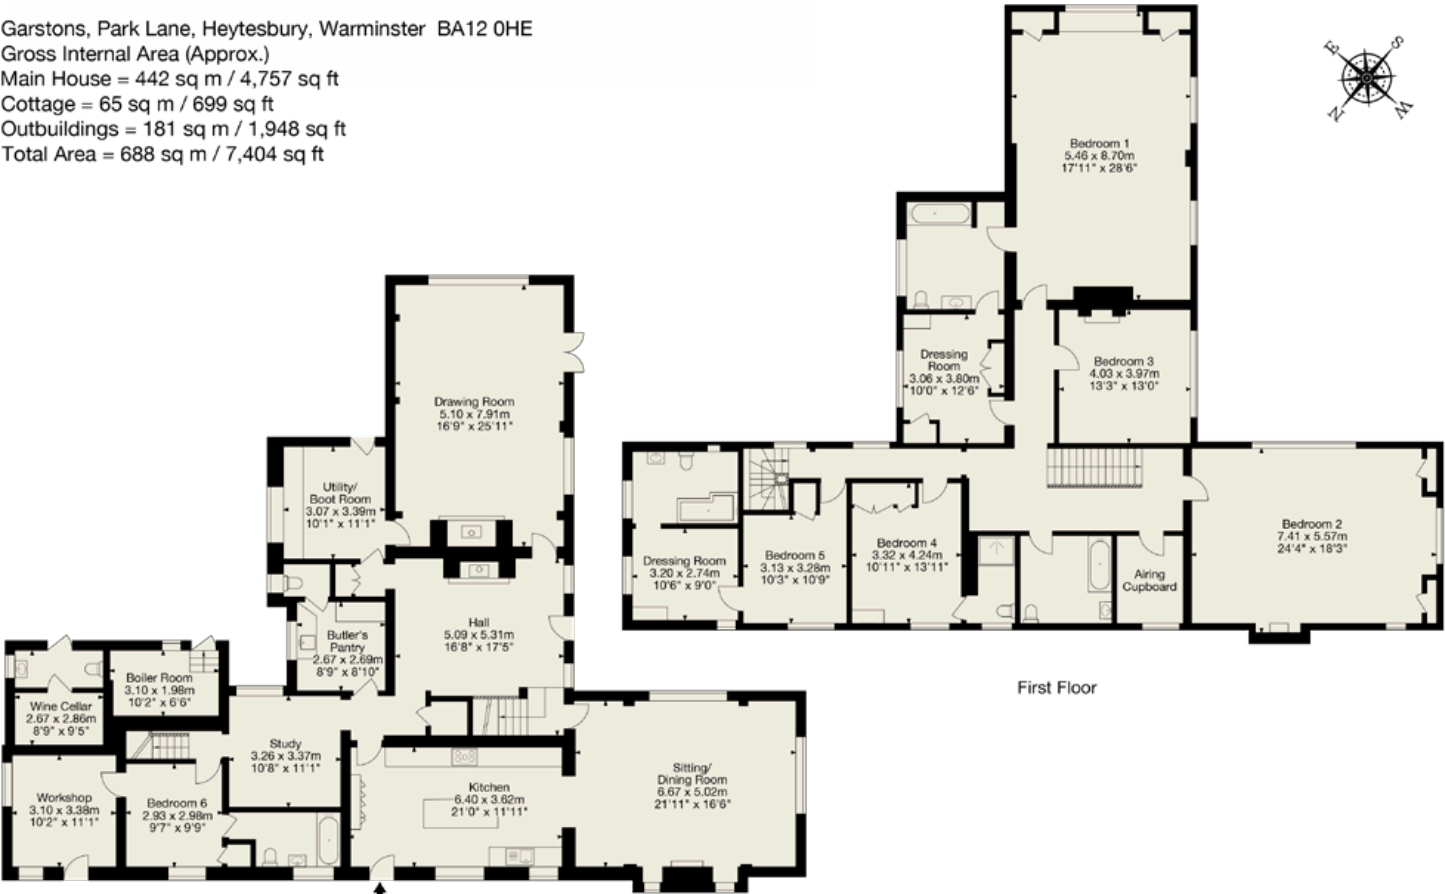 Garstons, Park Lane, Heytesbury, Warminster BA12 0HE
Gross Internal Area (Approx.)
Main House = 442 sq m / 4,757 sq ft
Cottage = 65 sq m / 699 sq ft
Outbuildings = 181 sq m / 1,948 sq ft
Total Area = 688 sq m / 7,404 sq ft
E
S
N
W
Bedroom 1
5.46 x 8.70m
17'11" x 28'6"
Dressing
Room
3.06 x 3.80m
10'0" x 12'6"
Bedroom 3
4.03 x 3.97m
13'3" x 13'0"
Drawing Room
5.10 x 7.91m
16'9" x 25'11"
Utility/
Boot Room
3.07 x 3.39m
10'1" x 11'1"
Dressing Room
3.20 x 2.74m
10'6" x 9'0"
Bedroom 5
3.13 x 3.28m
10'3" x 10'9"
Bedroom 4
3.32 x 4.24m
10'11" x 13'11"
Airing
Cupboard
Bedroom 2
7.41 x 5.57m
24'4" x 18'3"
First Floor
Hall
5.09 x 5.31m
16'8" x 17'5"
Butler's
Pantry
2.67 x 2.69m
8'9" x 8'10"
Boiler Room
3.10 x 1.98m
10'2" x 6'6"
Wine Cellar
2.67 x 2.86m
8'9" x 9'5"
Study
3.26 x 3.37m
10'8" x 11'1"
Workshop
3.10 x 3.38m
10'2" x 11'1"
Bedroom 6
2.93 x 2.98m
9'7" x 9'9"
Kitchen
6.40 x 3.62m
21'0" x 11'11"
Sitting/
Dining Room
6.67 x 5.02m
21'11" x 16'6"